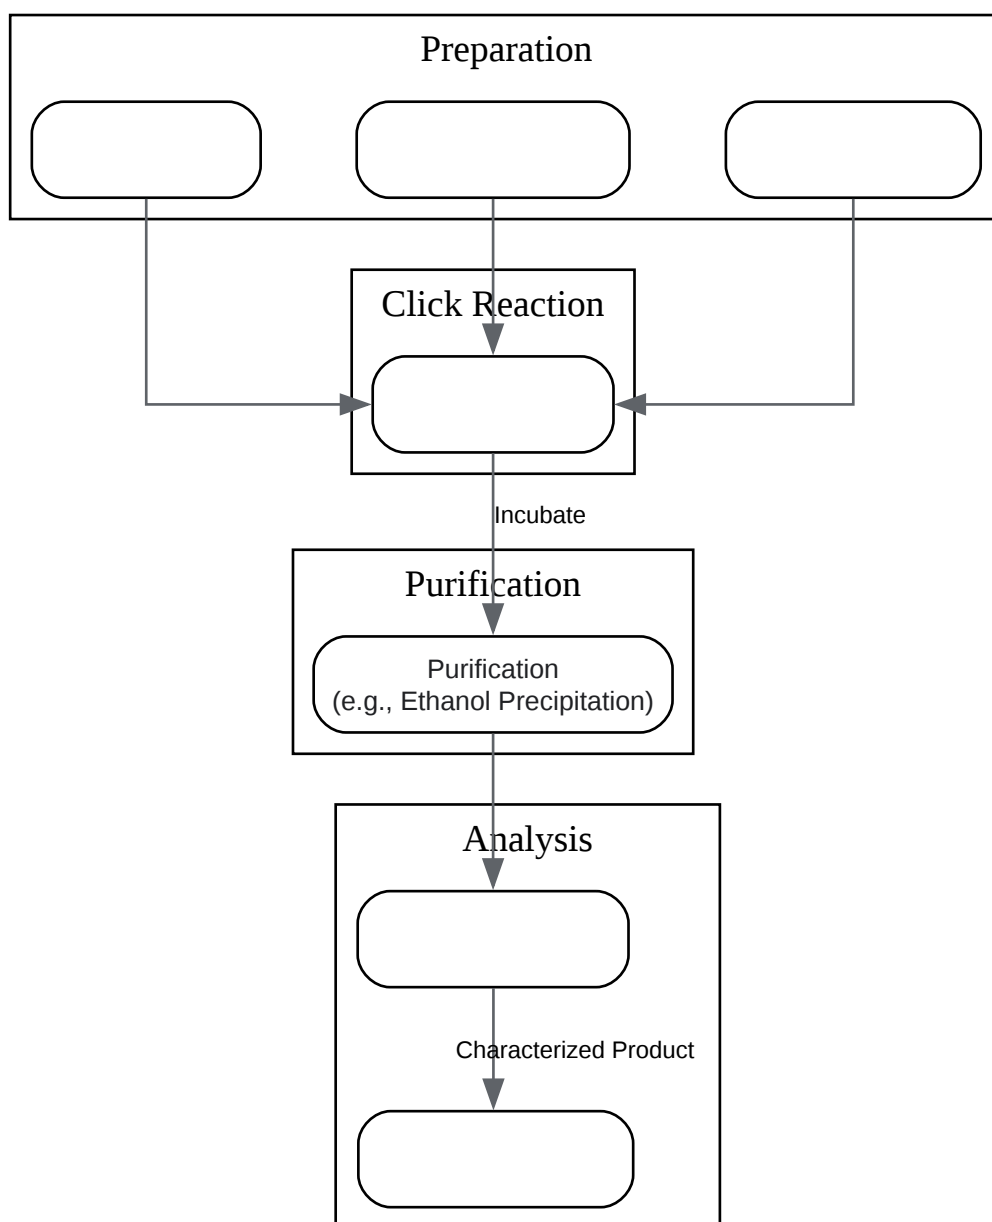 Preparation
Click Reaction
Incubate
Purification
Purification
(e.g., Ethanol Precipitation)
Analysis
Characterized Product